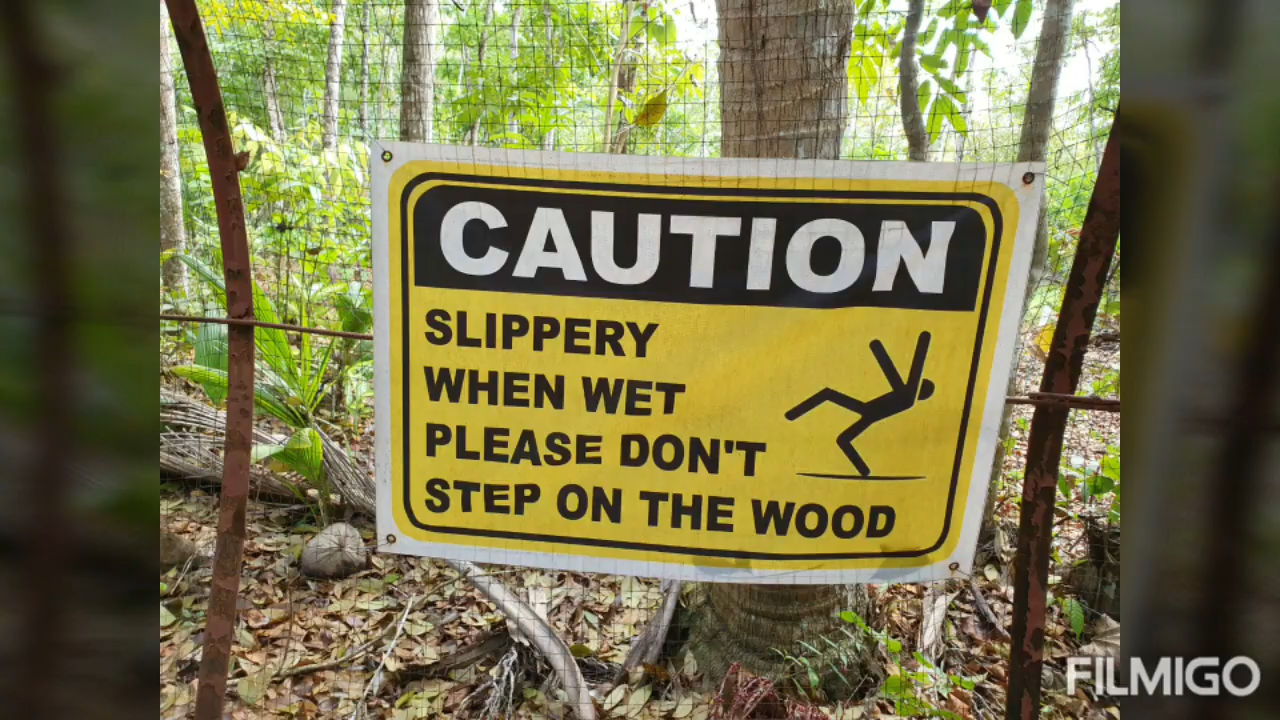 CAUTION
SLIPPERY
WHEN WET
PLEASE DON'T
STEP ON THE WOOD
FILMIGO